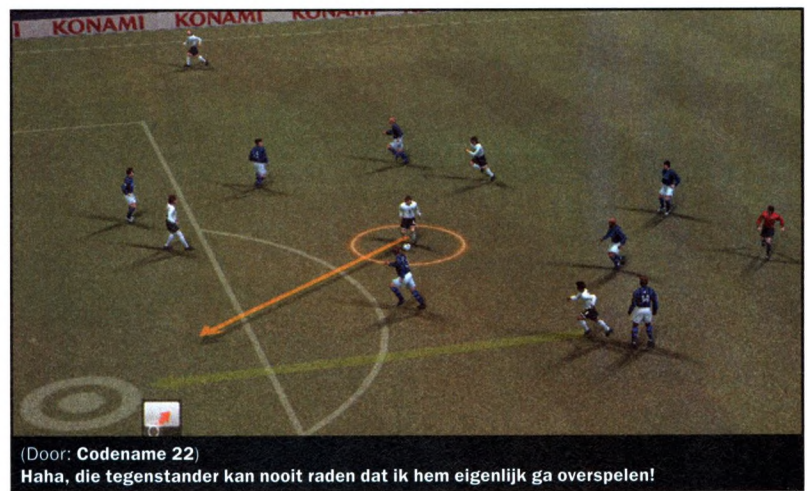 KONAMI KONAMI KONAMI
(Door: Codename 22)
Haha, die tegenstander kan nooit raden dat ik hem eigenlijk ga overspelen!